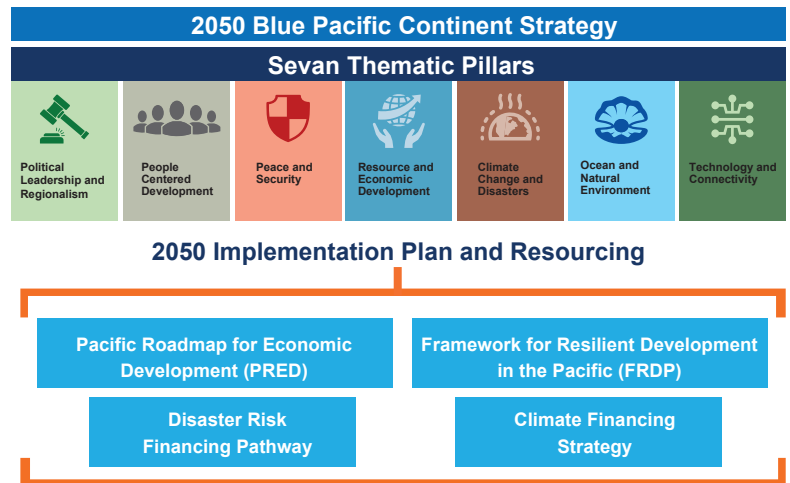 2050 Blue Pacific Continent Strategy
Sevan Thematic Pillars
Political
Leadership and
Regionalism
People
Centered
Development
Peace and
Security
Resource and
Economic
Development
Climate
Change and
Disasters
Ocean and
Natural
Environment
Technology and
Connectivity
2050 Implementation Plan and Resourcing
Pacific Roadmap for Economic
Development (PRED)
Framework for Resilient Development
in the Pacific (FRDP)
Disaster Risk
Financing Pathway
Climate Financing
Strategy